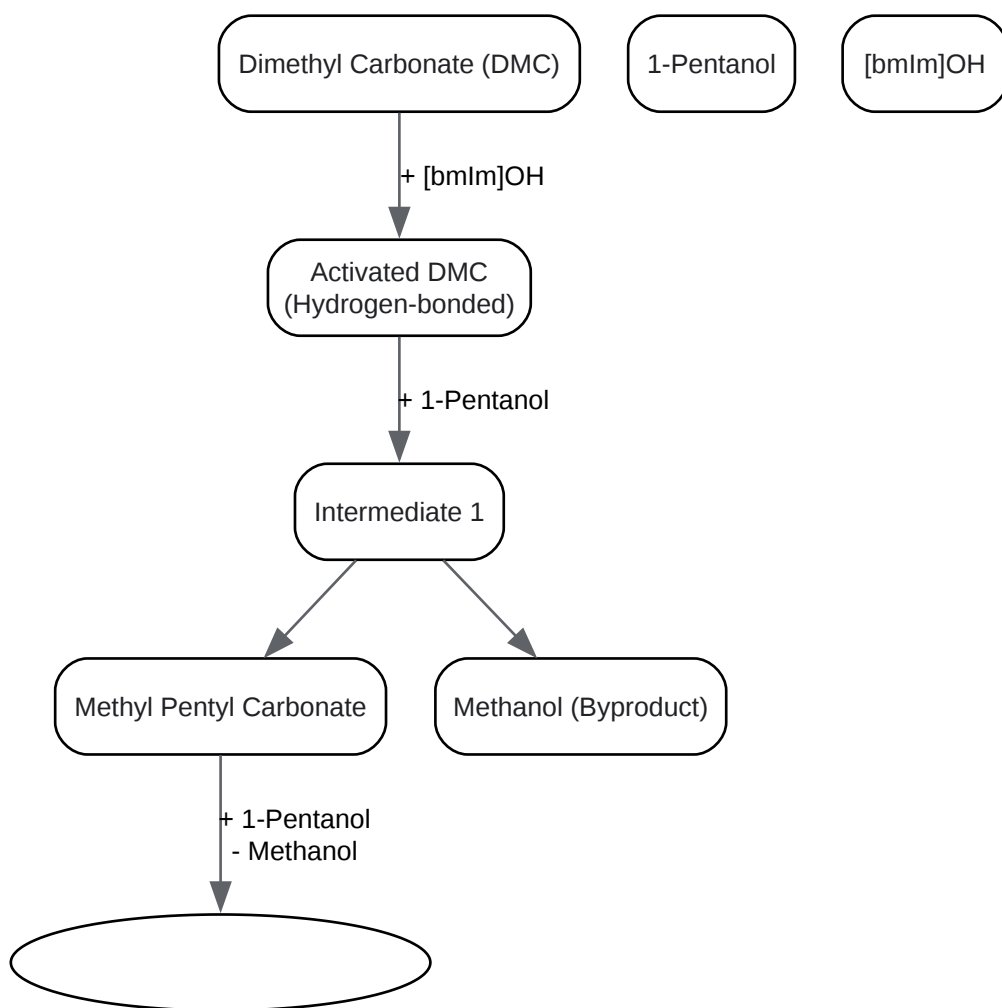 Dimethyl Carbonate (DMC)
1-Pentanol
[bmIm]OH
+ [bmIm]OH
Activated DMC
(Hydrogen-bonded)
+ 1-Pentanol
Intermediate 1
Methyl Pentyl Carbonate
Methanol (Byproduct)
+ 1-Pentanol
- Methanol